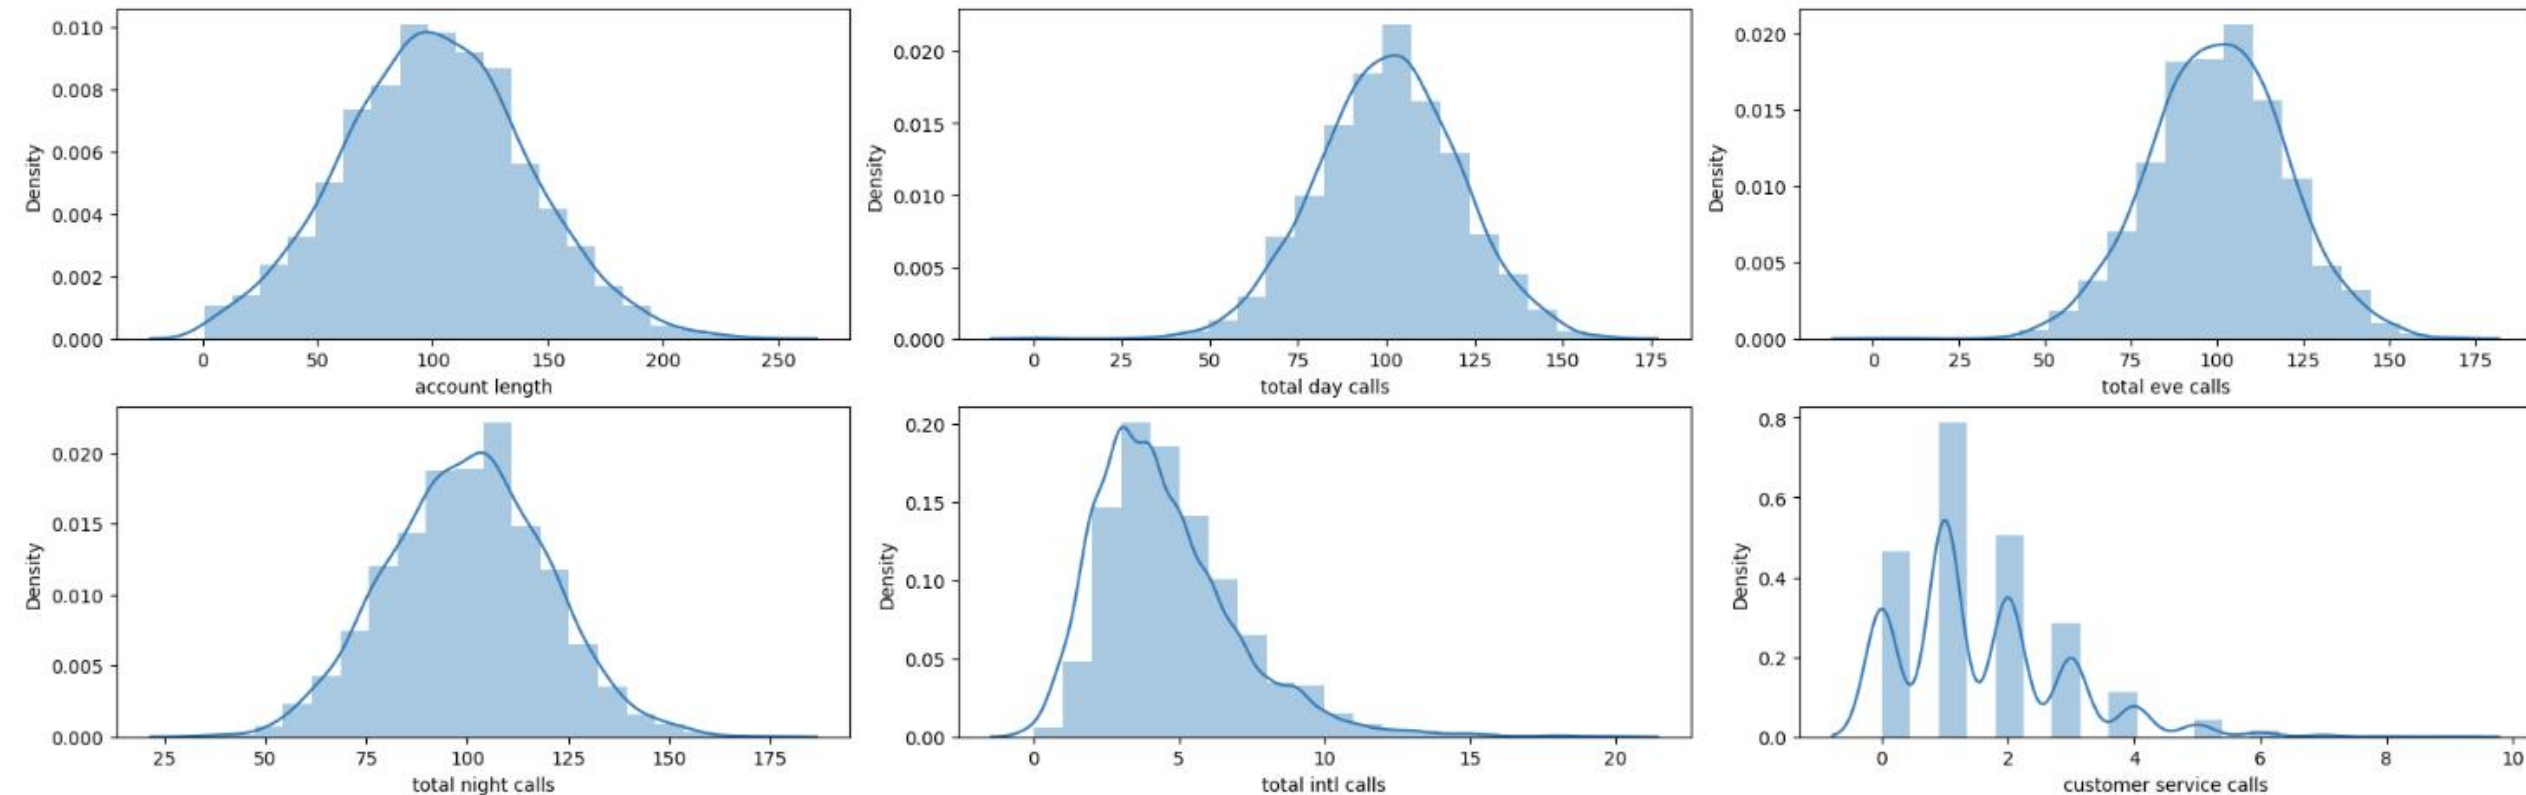 Density
0.010
0.008
0.006
0.004
0.002
0.000
0 50 100 150 200 250
account length
Density
0.020
0.015
0.010
0.005
0.000
0 25 50 75 100 125 150 175
total day calls
Density
0.020
0.015
0.010
0.005
0.000
0 25 50 75 100 125 150 175
total eve calls
Density
0.020
0.015
0.010
0.005
0.000
25 50 75 100 125 150 175
total night calls
Density
0.20
0.15
0.10
0.05
0.00
0 5 10 15 20
total intl calls
Density
0.8
0.6
0.4
0.2
0.0
0 2 4 6 8 10
customer service calls